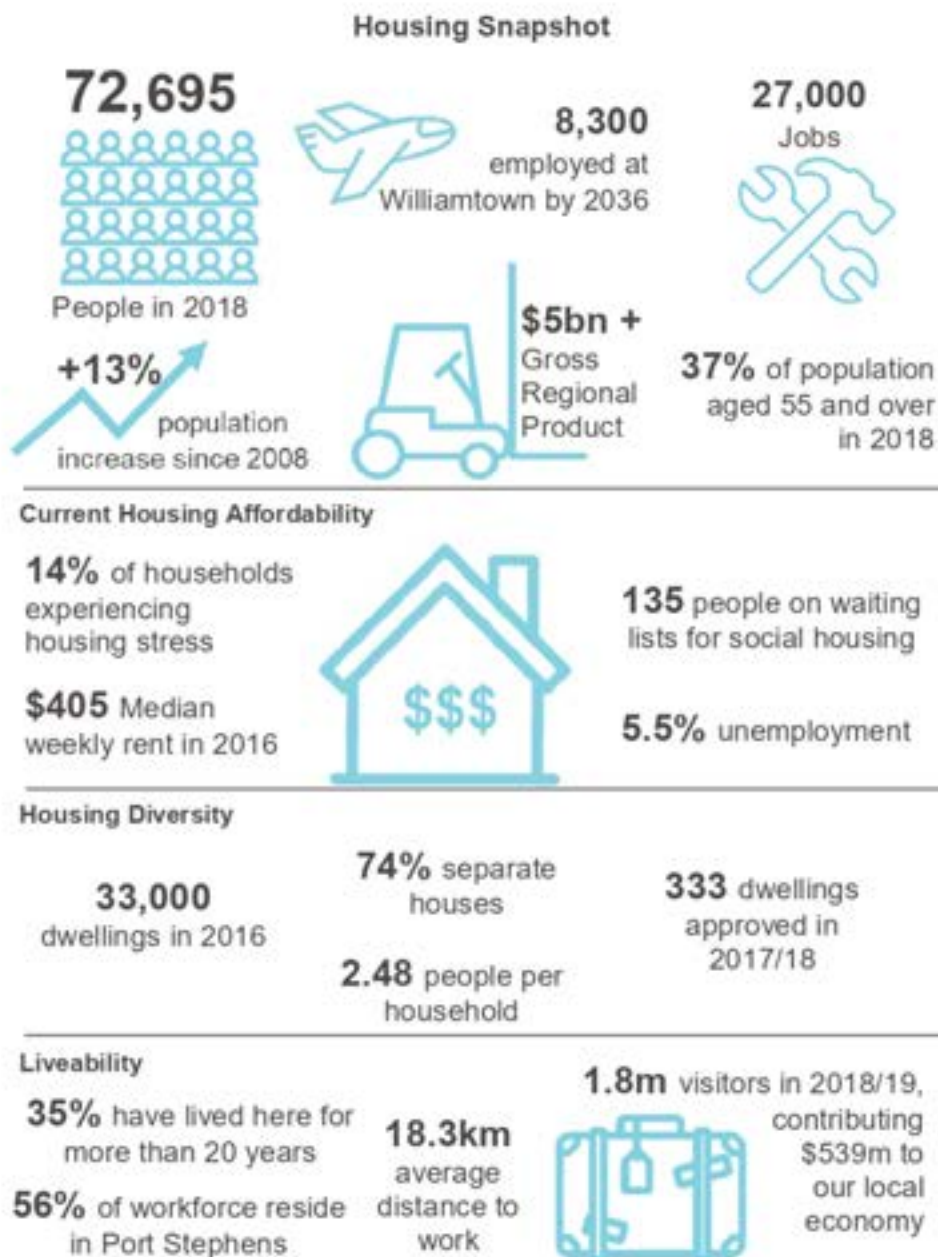 Housing Snapshot
72,695
People in 2018
8,300
employed at
Williamtown by 2036
27,000
Jobs
+13%
population
increase since 2008
$5bn +
Gross
Regional
Product
37% of population
aged 55 and over
in 2018
Current Housing Affordability
14% of households
experiencing
housing stress
$405 Median
weekly rent in 2016
$$$
135 people on waiting
lists for social housing
5.5% unemployment
Housing Diversity
33,000
dwellings in 2016
74% separate
houses
2.48 people per
household
333 dwellings
approved in
2017/18
Liveability
35% have lived here for
more than 20 years
56% of workforce reside
in Port Stephens
18.3km
average
distance to
work
1.8m visitors in 2018/19,
contributing
$539m to
our local
economy